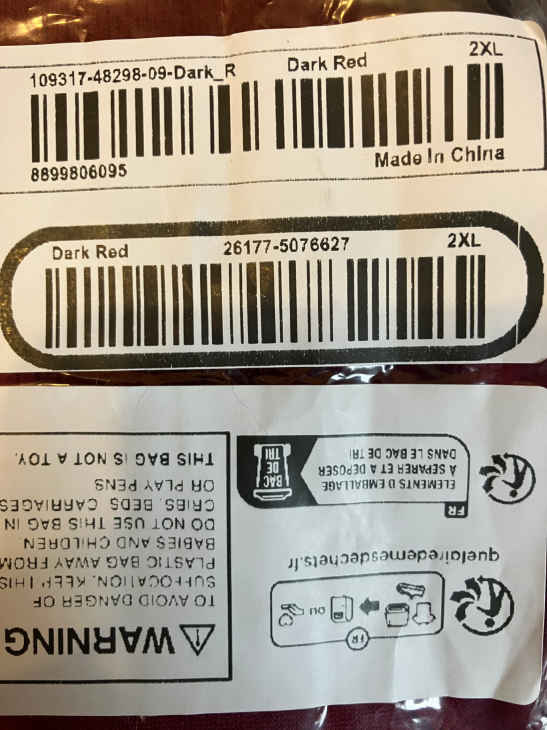 109317-48298-09-Dark_R Dark Red 2XL
8899806095 Made In China
Dark Red 26177-5076627 2XL
WARNING
TO AVOID DANGER OF
SUFFOCATION, KEEP THIS
PLASTIC BAG AWAY FROM
BABIES AND CHILDREN
DO NOT USE THIS BAG IN
CRIBS, BEDS, CARRIAGES
OR PLAY PENS
THIS BAG IS NOT A TOY.
FR
OU
quefairedemesdechets.fr
FR
ELEMENTS D EMBALLAGE
À SEPARER ET A DEPOSER
DANS LE BAC DE TRI
BAC
DE
TRI